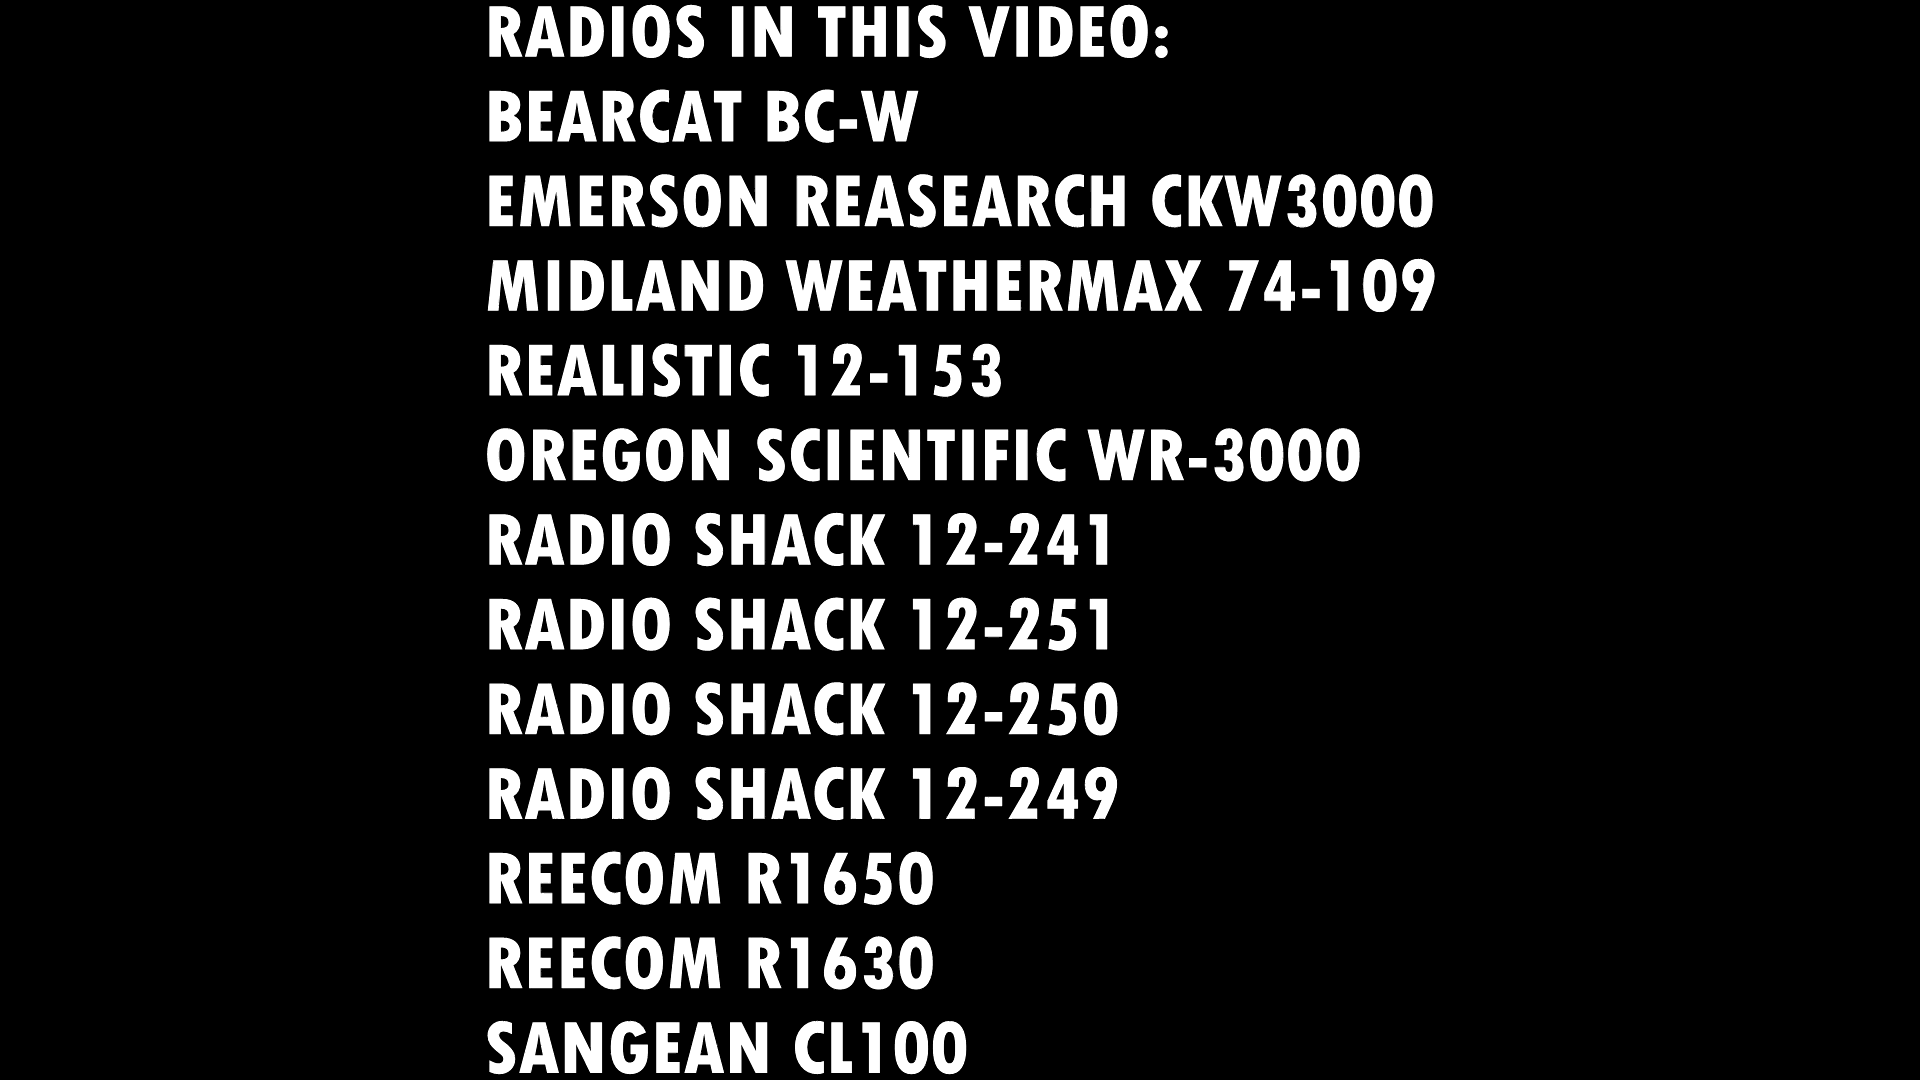 RADIOS IN THIS VIDEO:
BEARCAT BC-W
EMERSON REASEARCH CKW3000
MIDLAND WEATHERMAX 74-109
REALISTIC 12-153
OREGON SCIENTIFIC WR-3000
RADIO SHACK 12-241
RADIO SHACK 12-251
RADIO SHACK 12-250
RADIO SHACK 12-249
REECOM R1650
REECOM R1630
SANGEAN CL100